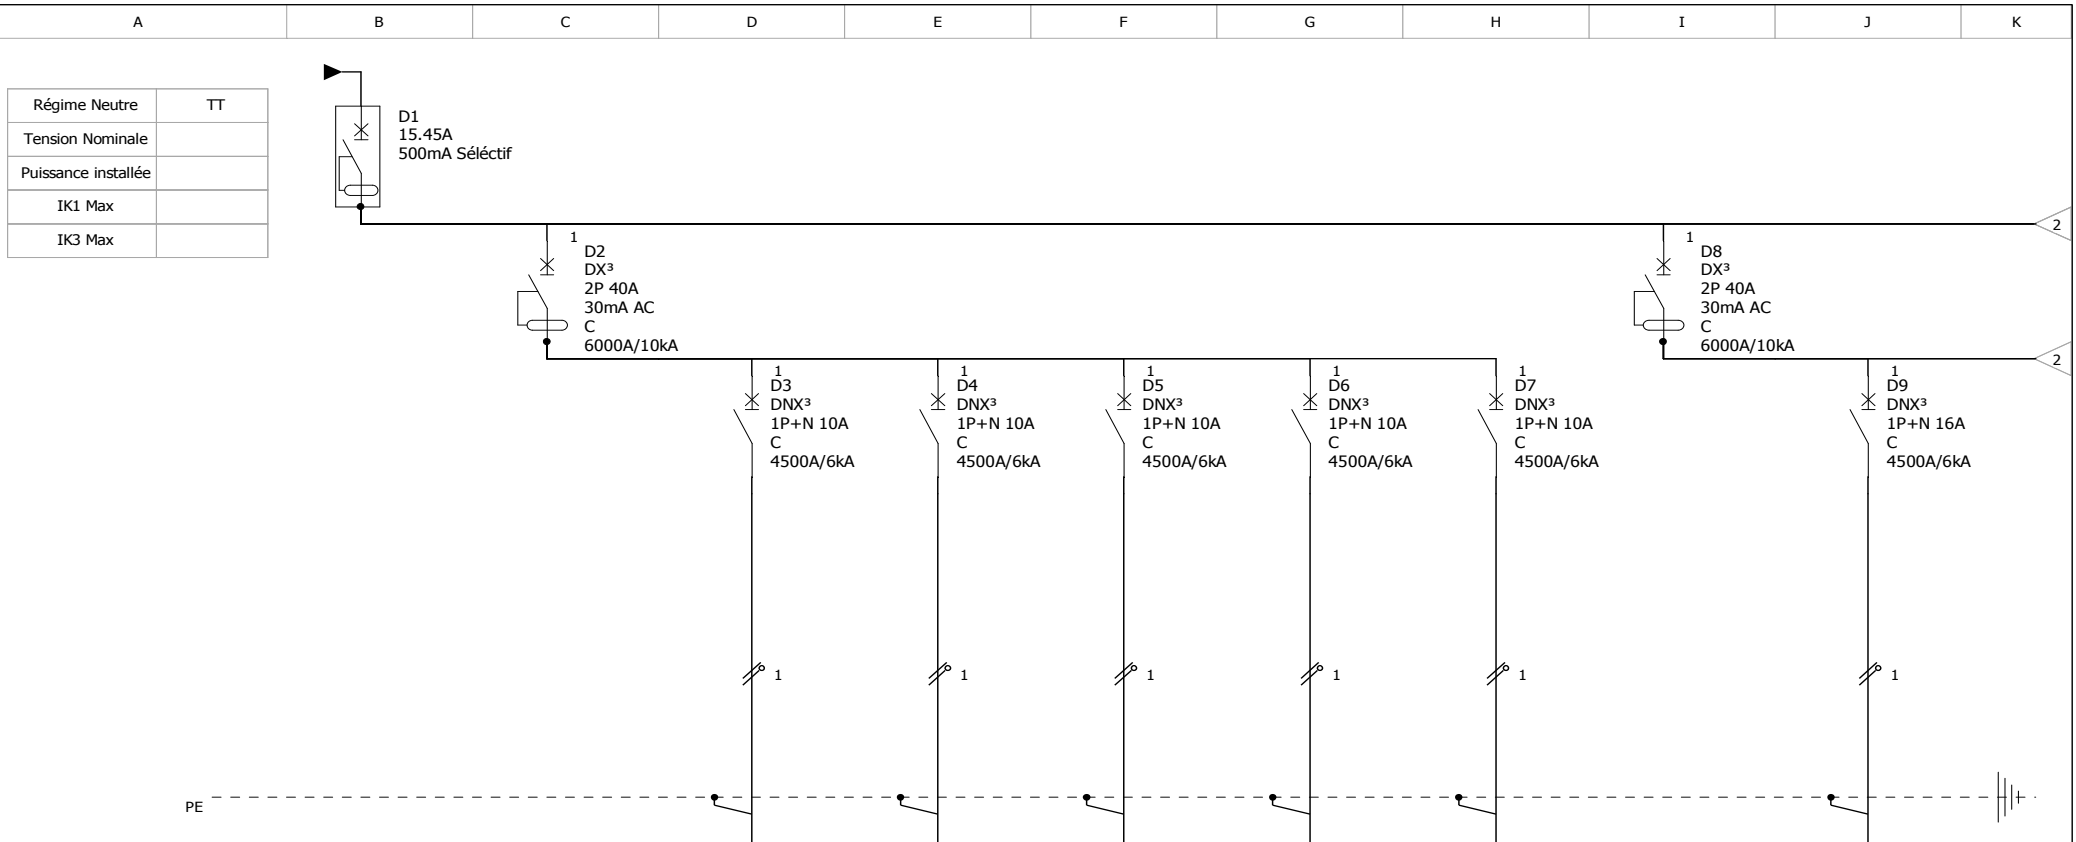 A B C D E F G H I J K
Régime Neutre TT
Tension Nominale
Puissance installée
IK1 Max
IK3 Max
D1
15.45A
500mA Séléctif
2
1
D2
DX³
2P 40A
30mA AC
C
6000A/10kA
1
D8
DX³
2P 40A
30mA AC
C
6000A/10kA
2
1
D3
DNX³
1P+N 10A
C
4500A/6kA
1
D4
DNX³
1P+N 10A
C
4500A/6kA
1
D5
DNX³
1P+N 10A
C
4500A/6kA
1
D6
DNX³
1P+N 10A
C
4500A/6kA
1
D7
DNX³
1P+N 10A
C
4500A/6kA
1
D9
DNX³
1P+N 16A
C
4500A/6kA
1 1 1 1 1 1
PE